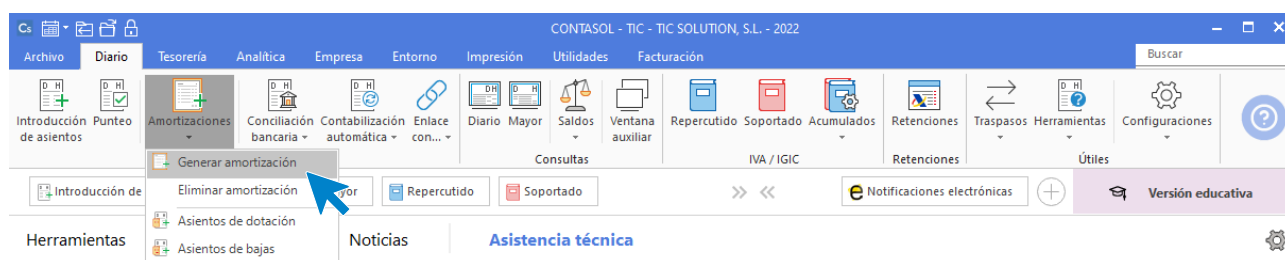 Cs
CONTASOL - TIC - TIC SOLUTION, S.L. - 2022
Archivo Diario Tesorería Analítica Empresa Entorno Impresión Utilidades Facturación Buscar
D H D H D H D H DH D H D H
Introducción Punteo Amortizaciones Conciliación Contabilización Enlace Diario Mayor Saldos Ventana Repercutido Soportado Acumulados Retenciones Traspasos Herramientas Configuraciones
de asientos bancaria automática con... auxiliar
Consultas IVA / IGIC Retenciones Útiles
Generar amortización
Introducción de Eliminar amortización yor Repercutido Soportado Notificaciones electrónicas Versión educativa
Asientos de dotación
Herramientas Noticias Asistencia técnica
Asientos de bajas